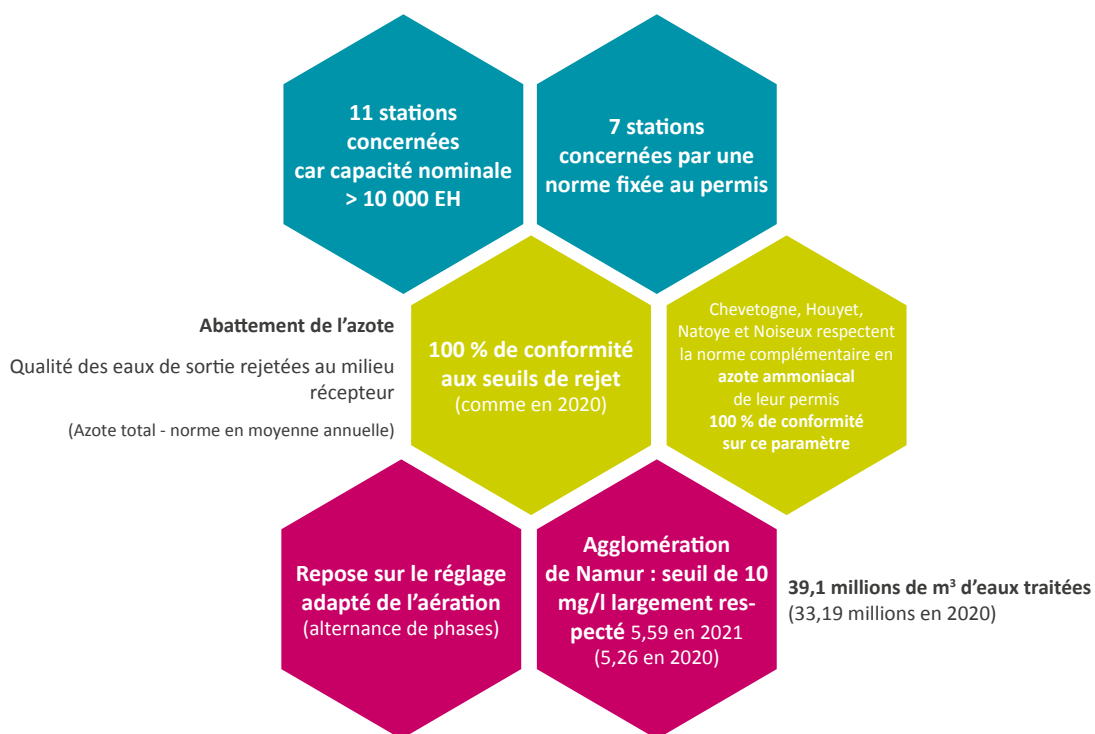 11 stations
concernées
car capacité nominale
> 10 000 EH
7 stations
concernées par une
norme fixée au permis
Abattement de l’azote
Qualité des eaux de sortie rejetées au milieu
récepteur
(Azote total - norme en moyenne annuelle)
100 % de conformité
aux seuils de rejet
(comme en 2020)
Chevetogne, Houyet,
Natoye et Noiseux respectent
la norme complémentaire en
azote ammoniacal
de leur permis
100 % de conformité
sur ce paramètre
Repose sur le réglage
adapté de l’aération
(alternance de phases)
Agglomération
de Namur : seuil de 10
mg/l largement res-
pecté 5,59 en 2021
(5,26 en 2020)
39,1 millions de m³ d’eaux traitées
(33,19 millions en 2020)